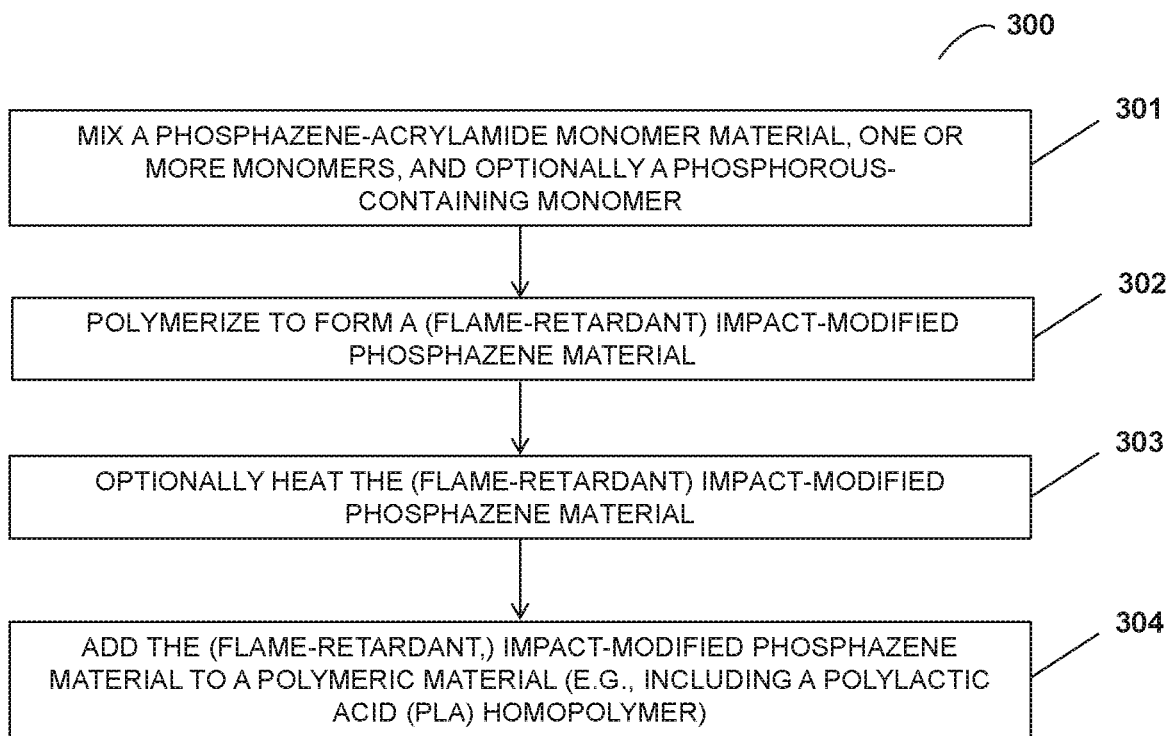 300
301
MIX A PHOSPHAZENE-ACRYLAMIDE MONOMER MATERIAL, ONE OR
MORE MONOMERS, AND OPTIONALLY A PHOSPHOROUS-
CONTAINING MONOMER
302
POLYMERIZE TO FORM A (FLAME-RETARDANT) IMPACT-MODIFIED
PHOSPHAZENE MATERIAL
303
OPTIONALLY HEAT THE (FLAME-RETARDANT) IMPACT-MODIFIED
PHOSPHAZENE MATERIAL
304
ADD THE (FLAME-RETARDANT,) IMPACT-MODIFIED PHOSPHAZENE
MATERIAL TO A POLYMERIC MATERIAL (E.G., INCLUDING A POLYLACTIC
ACID (PLA) HOMOPOLYMER)